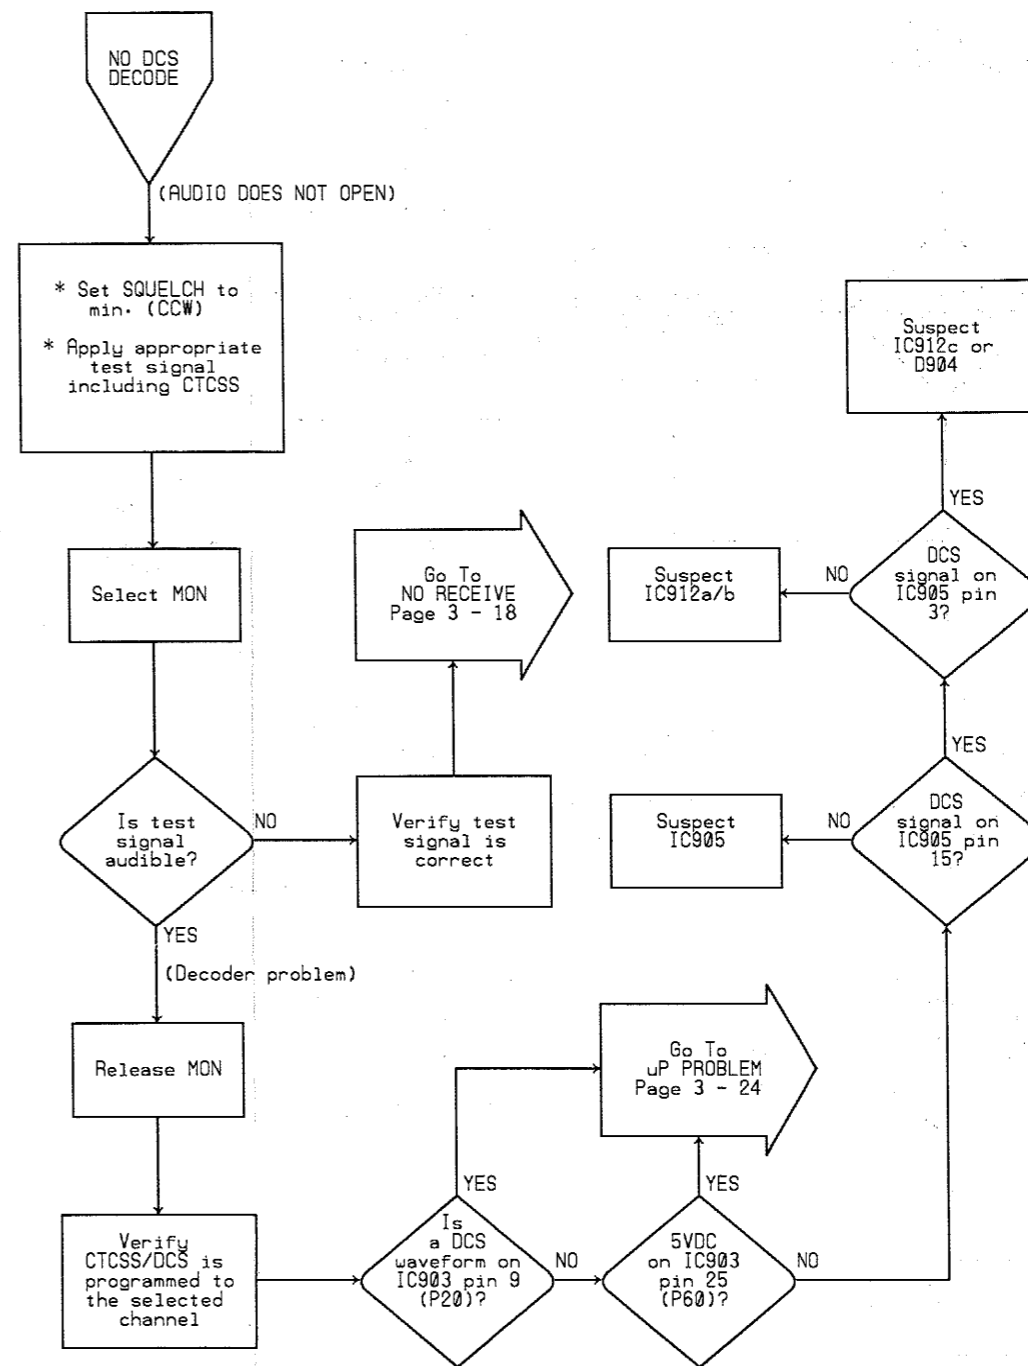 NO DCS
DECODE
(AUDIO DOES NOT OPEN)
* Set SQUELCH to
min. (CCW)
* Apply appropriate
test signal
including CTCSS
Select MON
Is test
signal
audible?
NO
Verify test
signal is
correct
Go To
NO RECEIVE
Page 3 - 18
YES
(Decoder problem)
Release MON
Verify
CTCSS/DCS is
programmed to
the selected
channel
Is
a DCS
waveform on
IC903 pin 9
(P20)?
YES
NO
Go To
uP PROBLEM
Page 3 - 24
5VDC
on IC903
pin 25
(P60)?
YES
NO
DCS
signal on
IC905 pin
15?
NO
Suspect
IC905
YES
DCS
signal on
IC905 pin
3?
NO
Suspect
IC912a/b
YES
Suspect
IC912c or
D904